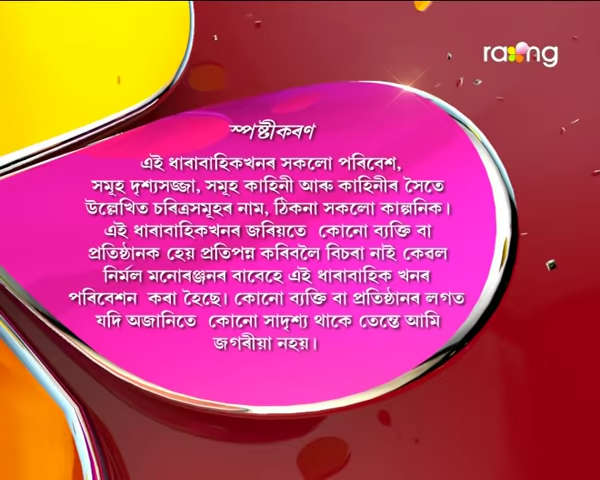 rang
স্পষ্টীকৰণ
এই ধাৰাবাহিকখনৰ সকলো পৰিবেশ,
সমূহ দৃশ্যসজ্জা, সমূহ কাহিনী আৰু কাহিনীৰ সৈতে
উল্লেখিত চৰিত্ৰসমূহৰ নাম, ঠিকনা সকলো কাল্পনিক।
এই ধাৰাবাহিকখনৰ জৰিয়তে কোনো ব্যক্তি বা
প্ৰতিষ্ঠানক হেয় প্ৰতিপন্ন কৰিবলৈ বিচৰা নাই কেৱল
নিৰ্মল মনোৰঞ্জনৰ বাবেহে এই ধাৰাবাহিক খনৰ
পৰিবেশন কৰা হৈছে। কোনো ব্যক্তি বা প্ৰতিষ্ঠানৰ লগত
যদি অজানিতে কোনো সাদৃশ্য থাকে তেন্তে আমি
জগৰীয়া নহয়।